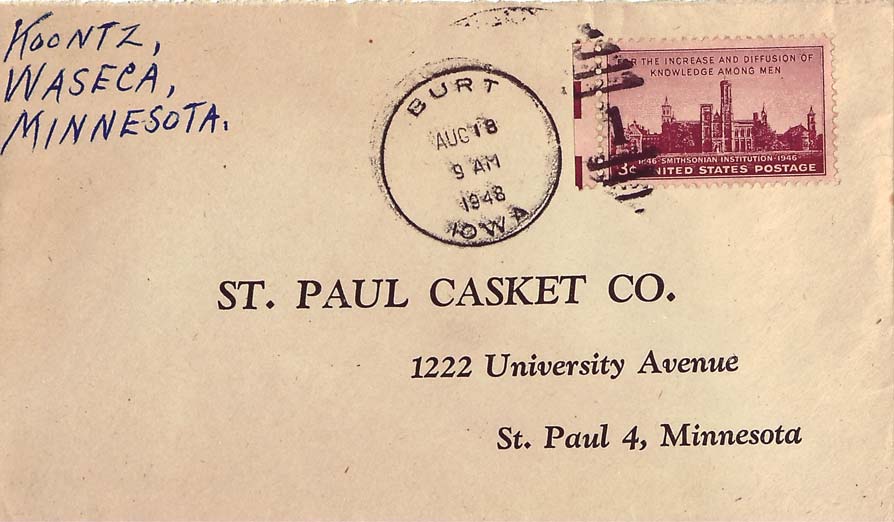 KOONTZ,
WASECA,
MINNESOTA.
BURT
AUG 18
9 AM
1948
IOWA
FOR THE INCREASE AND DIFFUSION OF
KNOWLEDGE AMONG MEN
1
1846 · SMITHSONIAN INSTITUTION · 1946
3¢ UNITED STATES POSTAGE
ST. PAUL CASKET CO.
1222 University Avenue
St. Paul 4, Minnesota